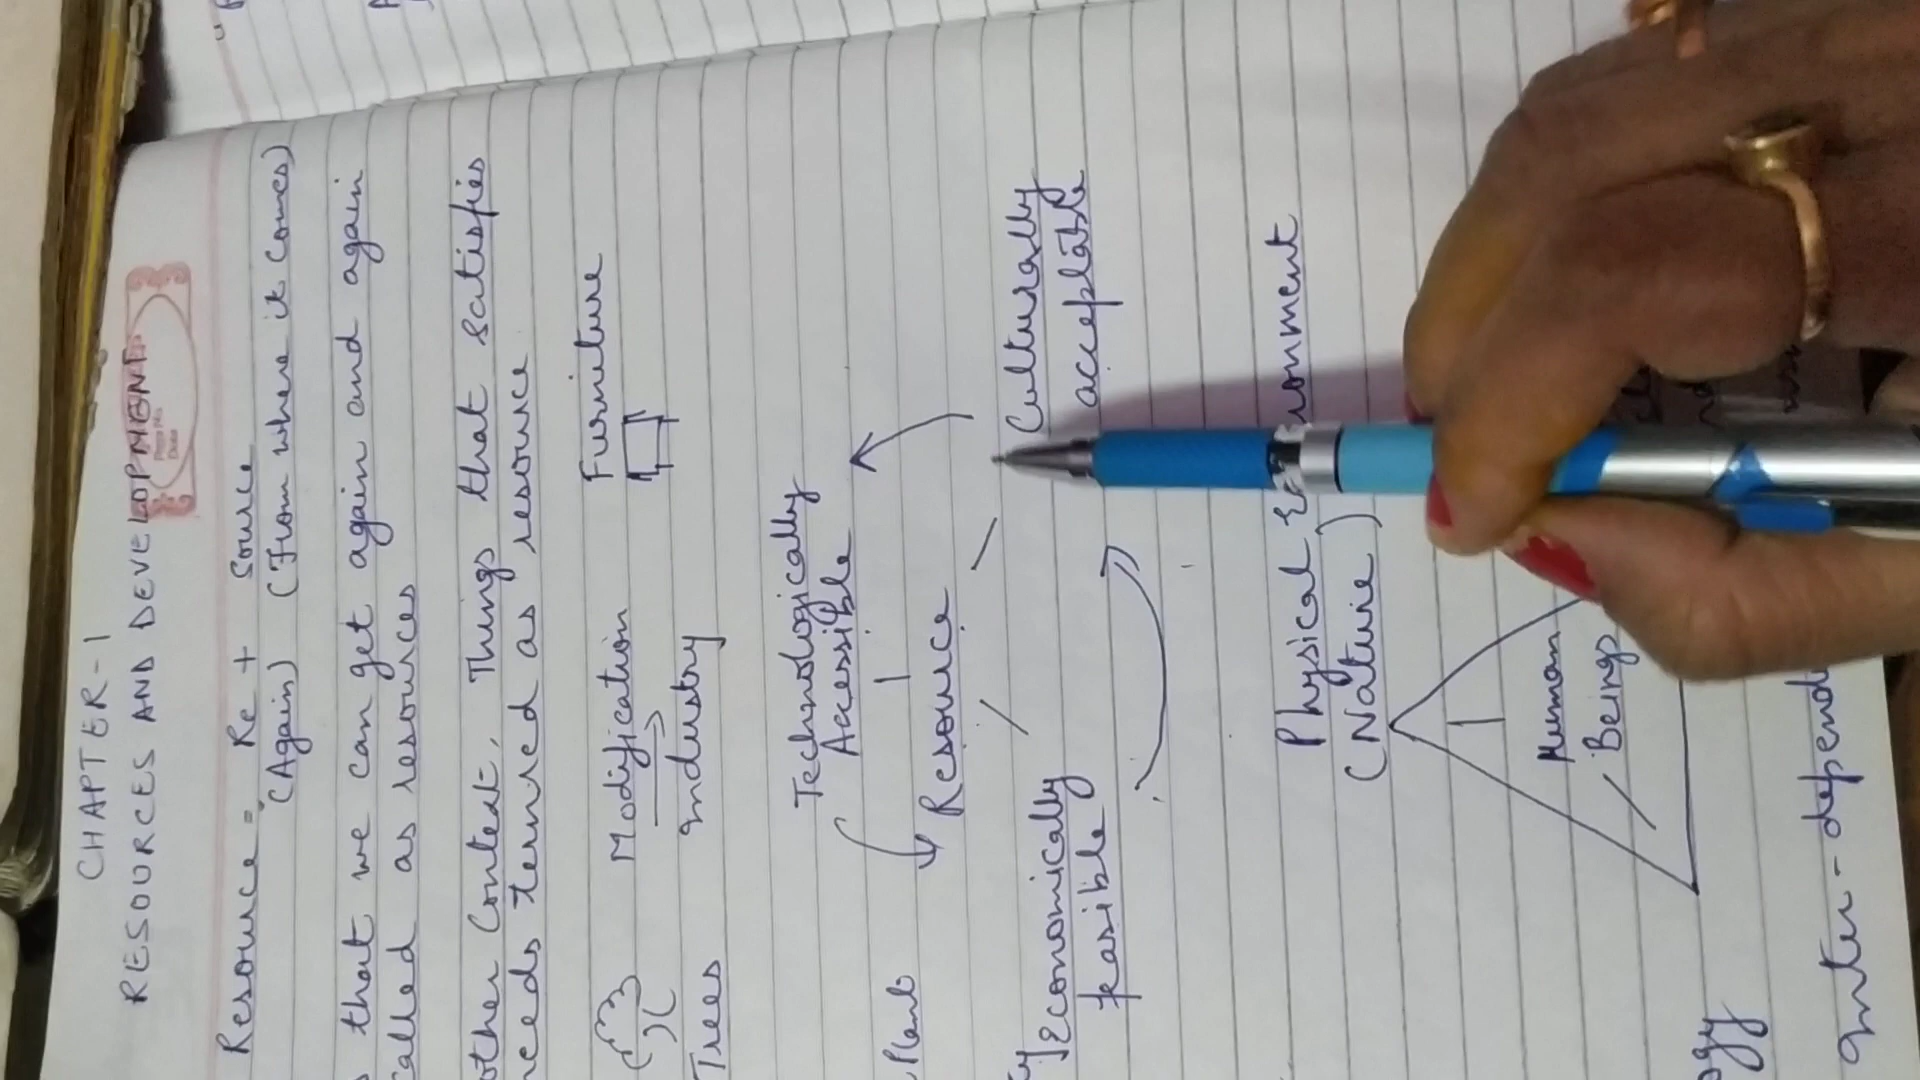 CHAPTER-1
RESOURCES AND DEVELOPMENT
Resource = Re + Source
(Again) (From where it comes)
that we can get again and again
called as resources
other Context, Things that satisfies
needs termed as resource
Modification Furniture
Trees Industry
Technologically
Accessible
Plant
Resource
Economically Culturally
feasible acceptable
Physical
(Nature)
Human
Beings
Inter-depend